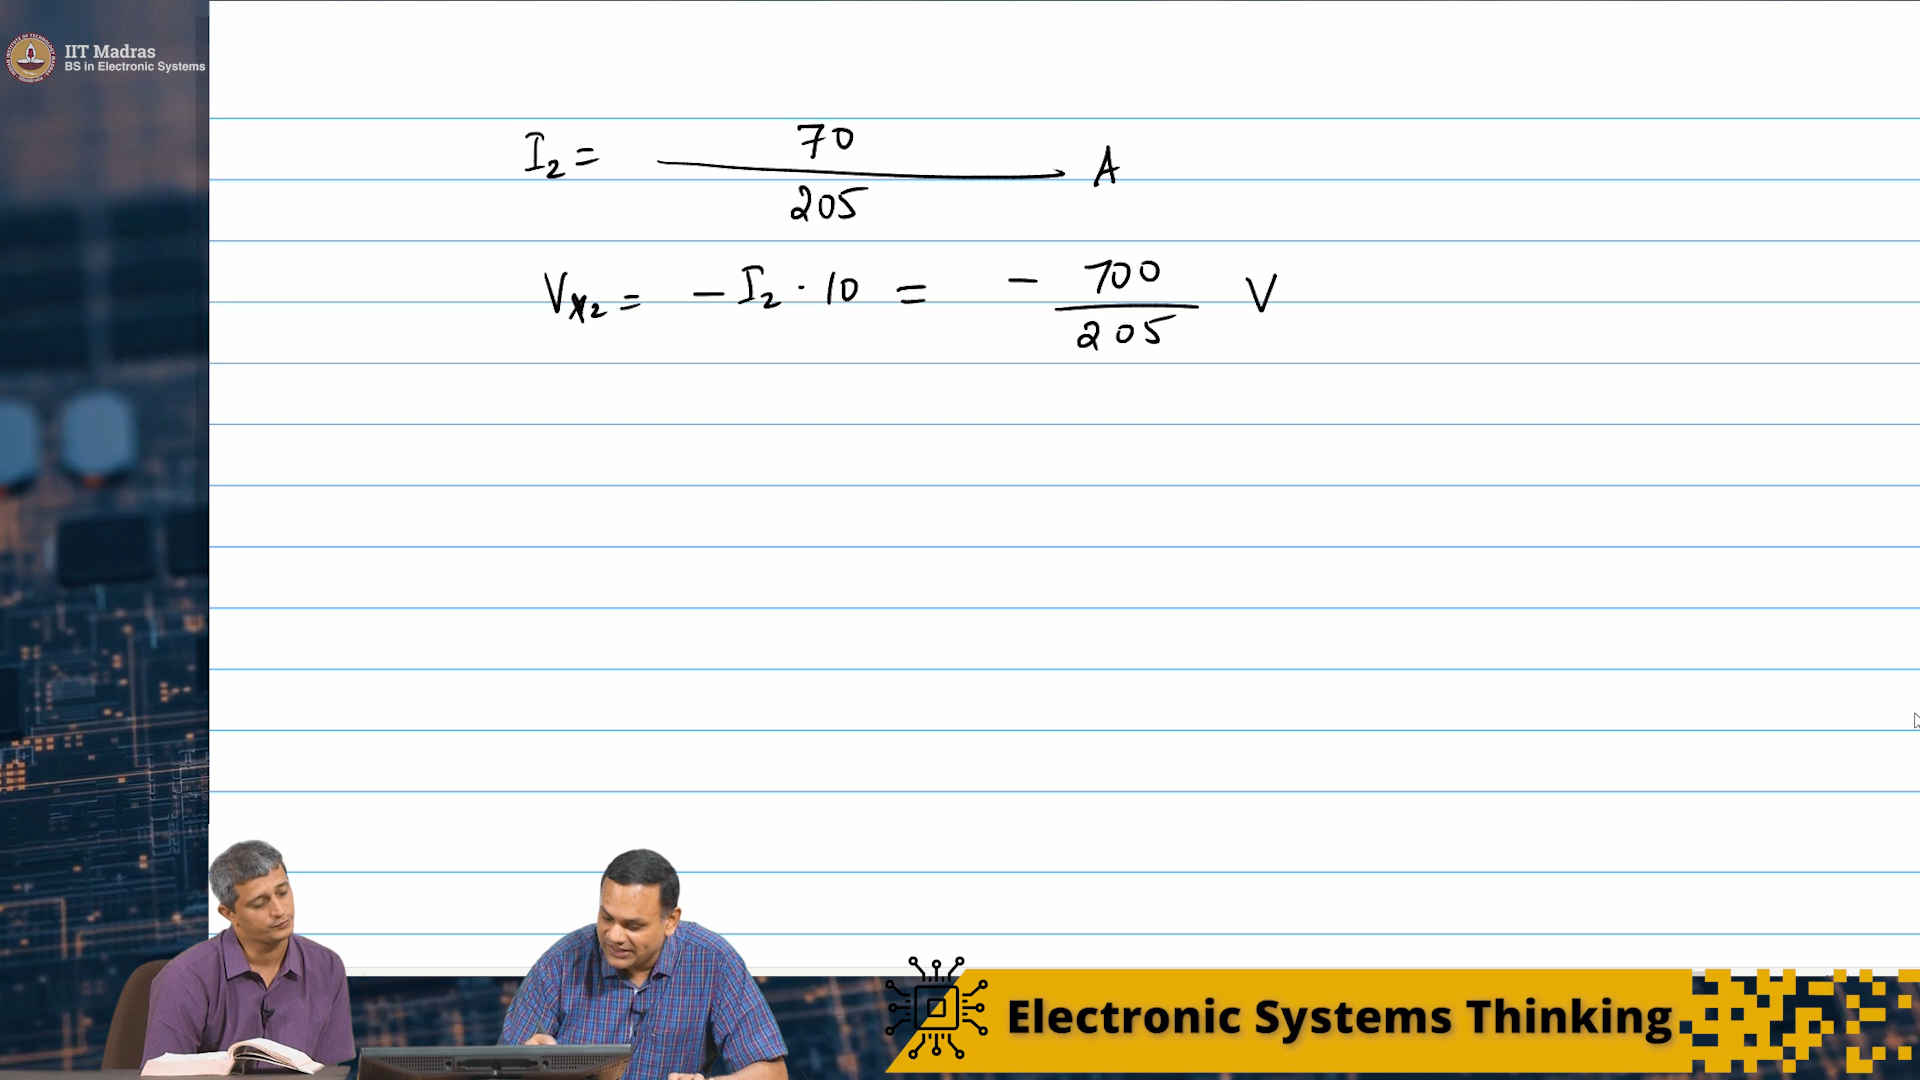 IIT Madras
BS in Electronic Systems
I₂ = 70 / 205 A
Vx₂ = - I₂ · 10 = - 700 / 205 V
Electronic Systems Thinking